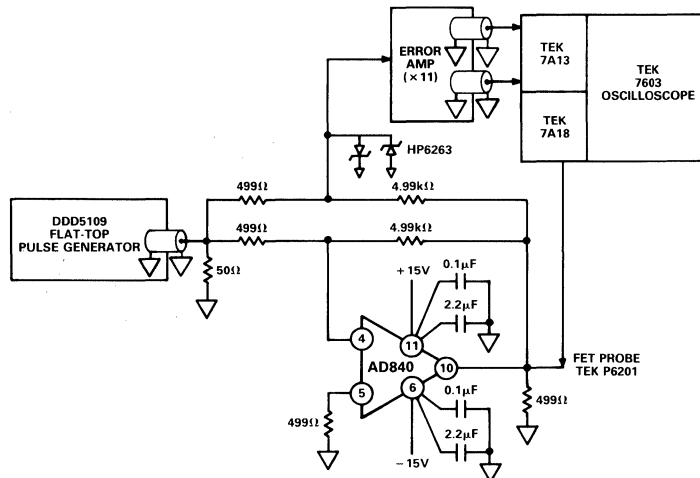 ERROR
AMP
(×11)
TEK
7A13
TEK
7A18
TEK
7603
OSCILLOSCOPE
HP6263
499Ω
4.99kΩ
DDD5109
FLAT-TOP
PULSE GENERATOR
499Ω
4.99kΩ
50Ω
+15V
0.1μF
2.2μF
4
11
AD840
10
5
6
FET PROBE
TEK P6201
0.1μF
499Ω
499Ω
2.2μF
−15V